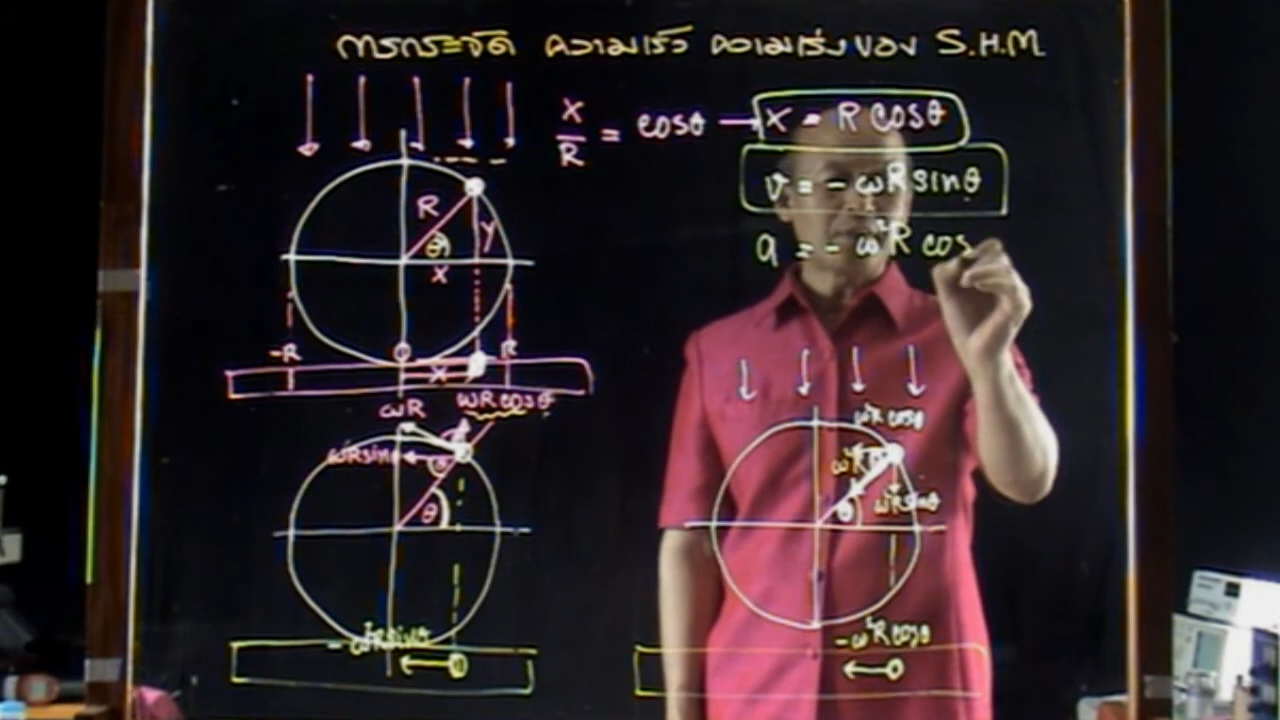 การกระจัด ความเร็ว ความเร่งของ S.H.M
x/R = cosθ → x = R cosθ
v = - ωR sinθ
a = - ω²R cos
R
θ
y
x
-R
0
R
x
ωR
ωR cosθ
ωR sinθ
θ
θ
- ωR sinθ
ω²R cosθ
ω²R
θ
ω²R sinθ
- ω²R cosθ